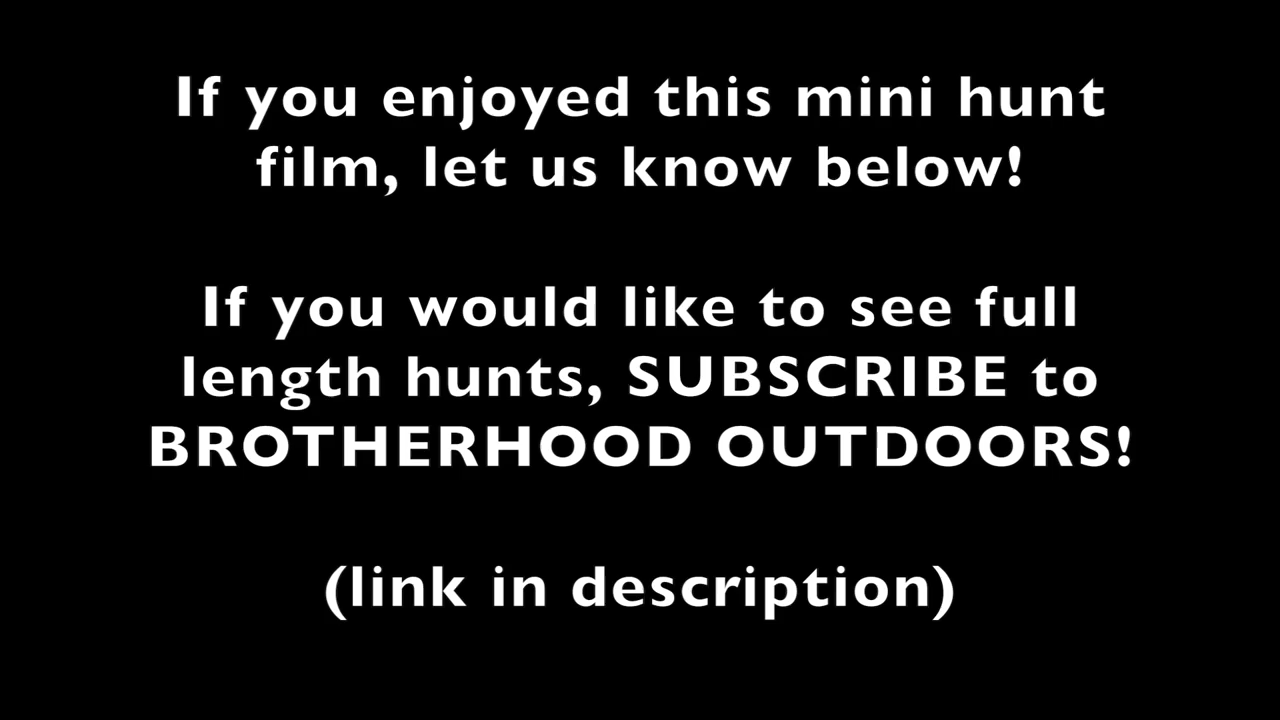 If you enjoyed this mini hunt
film, let us know below!
If you would like to see full
length hunts, SUBSCRIBE to
BROTHERHOOD OUTDOORS!
(link in description)